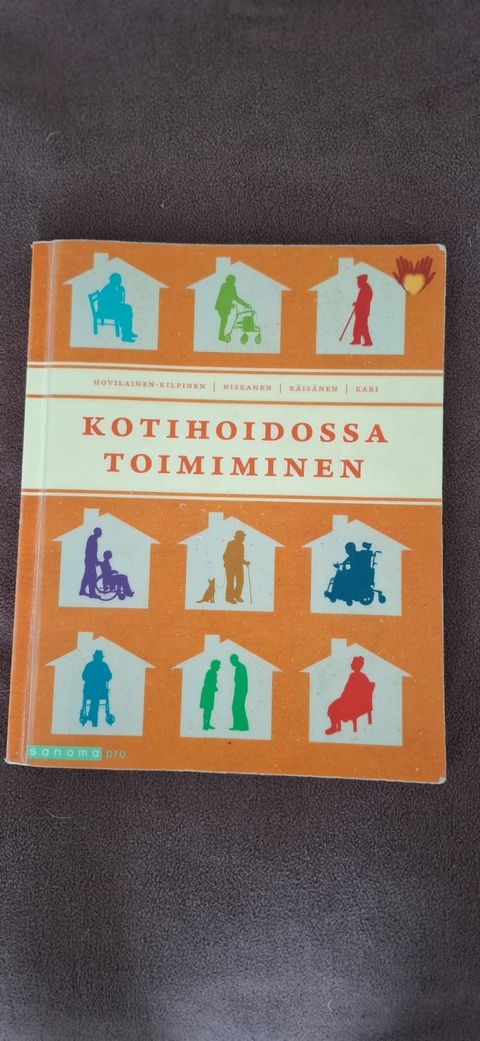 HOVILAINEN-KILPINEN | NISKANEN | RÄISÄNEN | KARI
KOTIHOIDOSSA
TOIMIMINEN
sanoma pro